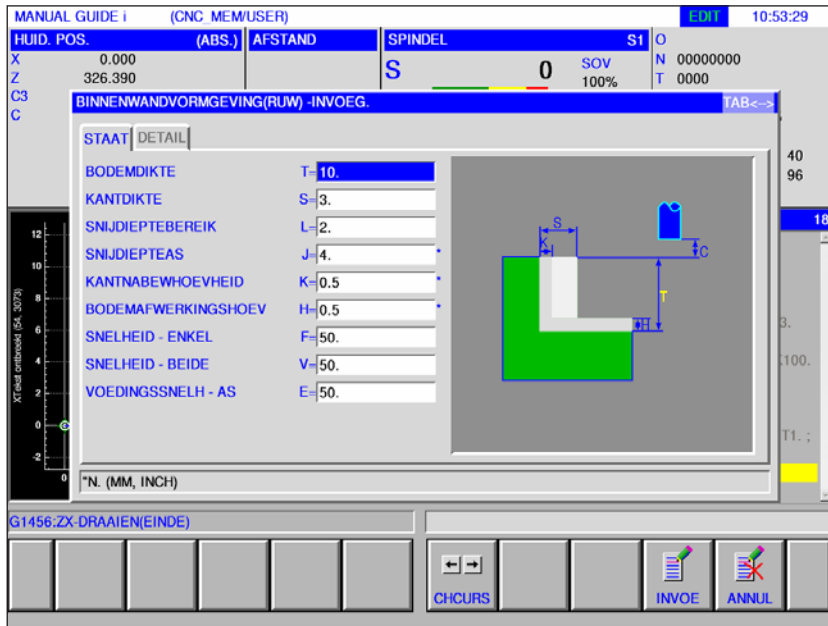 MANUAL GUIDE i (CNC_MEM/USER) EDIT 10:53:29
HUID. POS. (ABS.) AFSTAND SPINDEL S1 O
X 0.000 S 0 SOV 100% N 00000000
Z 326.390 T 0000
C3
C
BINNENWANDVORMGEVING(RUW) -INVOEG. TAB<-->
STAAT DETAIL
BODEMDIKTE T= 10.
KANTDIKTE S= 3.
SNIJDIEPTEBEREIK L= 2.
SNIJDIEPTEAS J= 4. *
KANTNABEWHOEVHEID K= 0.5 *
BODEMAFWERKINGSHOEV H= 0.5 *
SNELHEID - ENKEL F= 50.
SNELHEID - BEIDE V= 50.
VOEDINGSSNELH - AS E= 50.
S
K
C
T
H
"N. (MM, INCH)
40
96
18
3.
100.
T1. ;
XTekst ontbreekt (54, 3073)
12
10
8
6
4
2
0
-2
0
G1456:ZX-DRAAIEN(EINDE)
CHCURS INVOE ANNUL